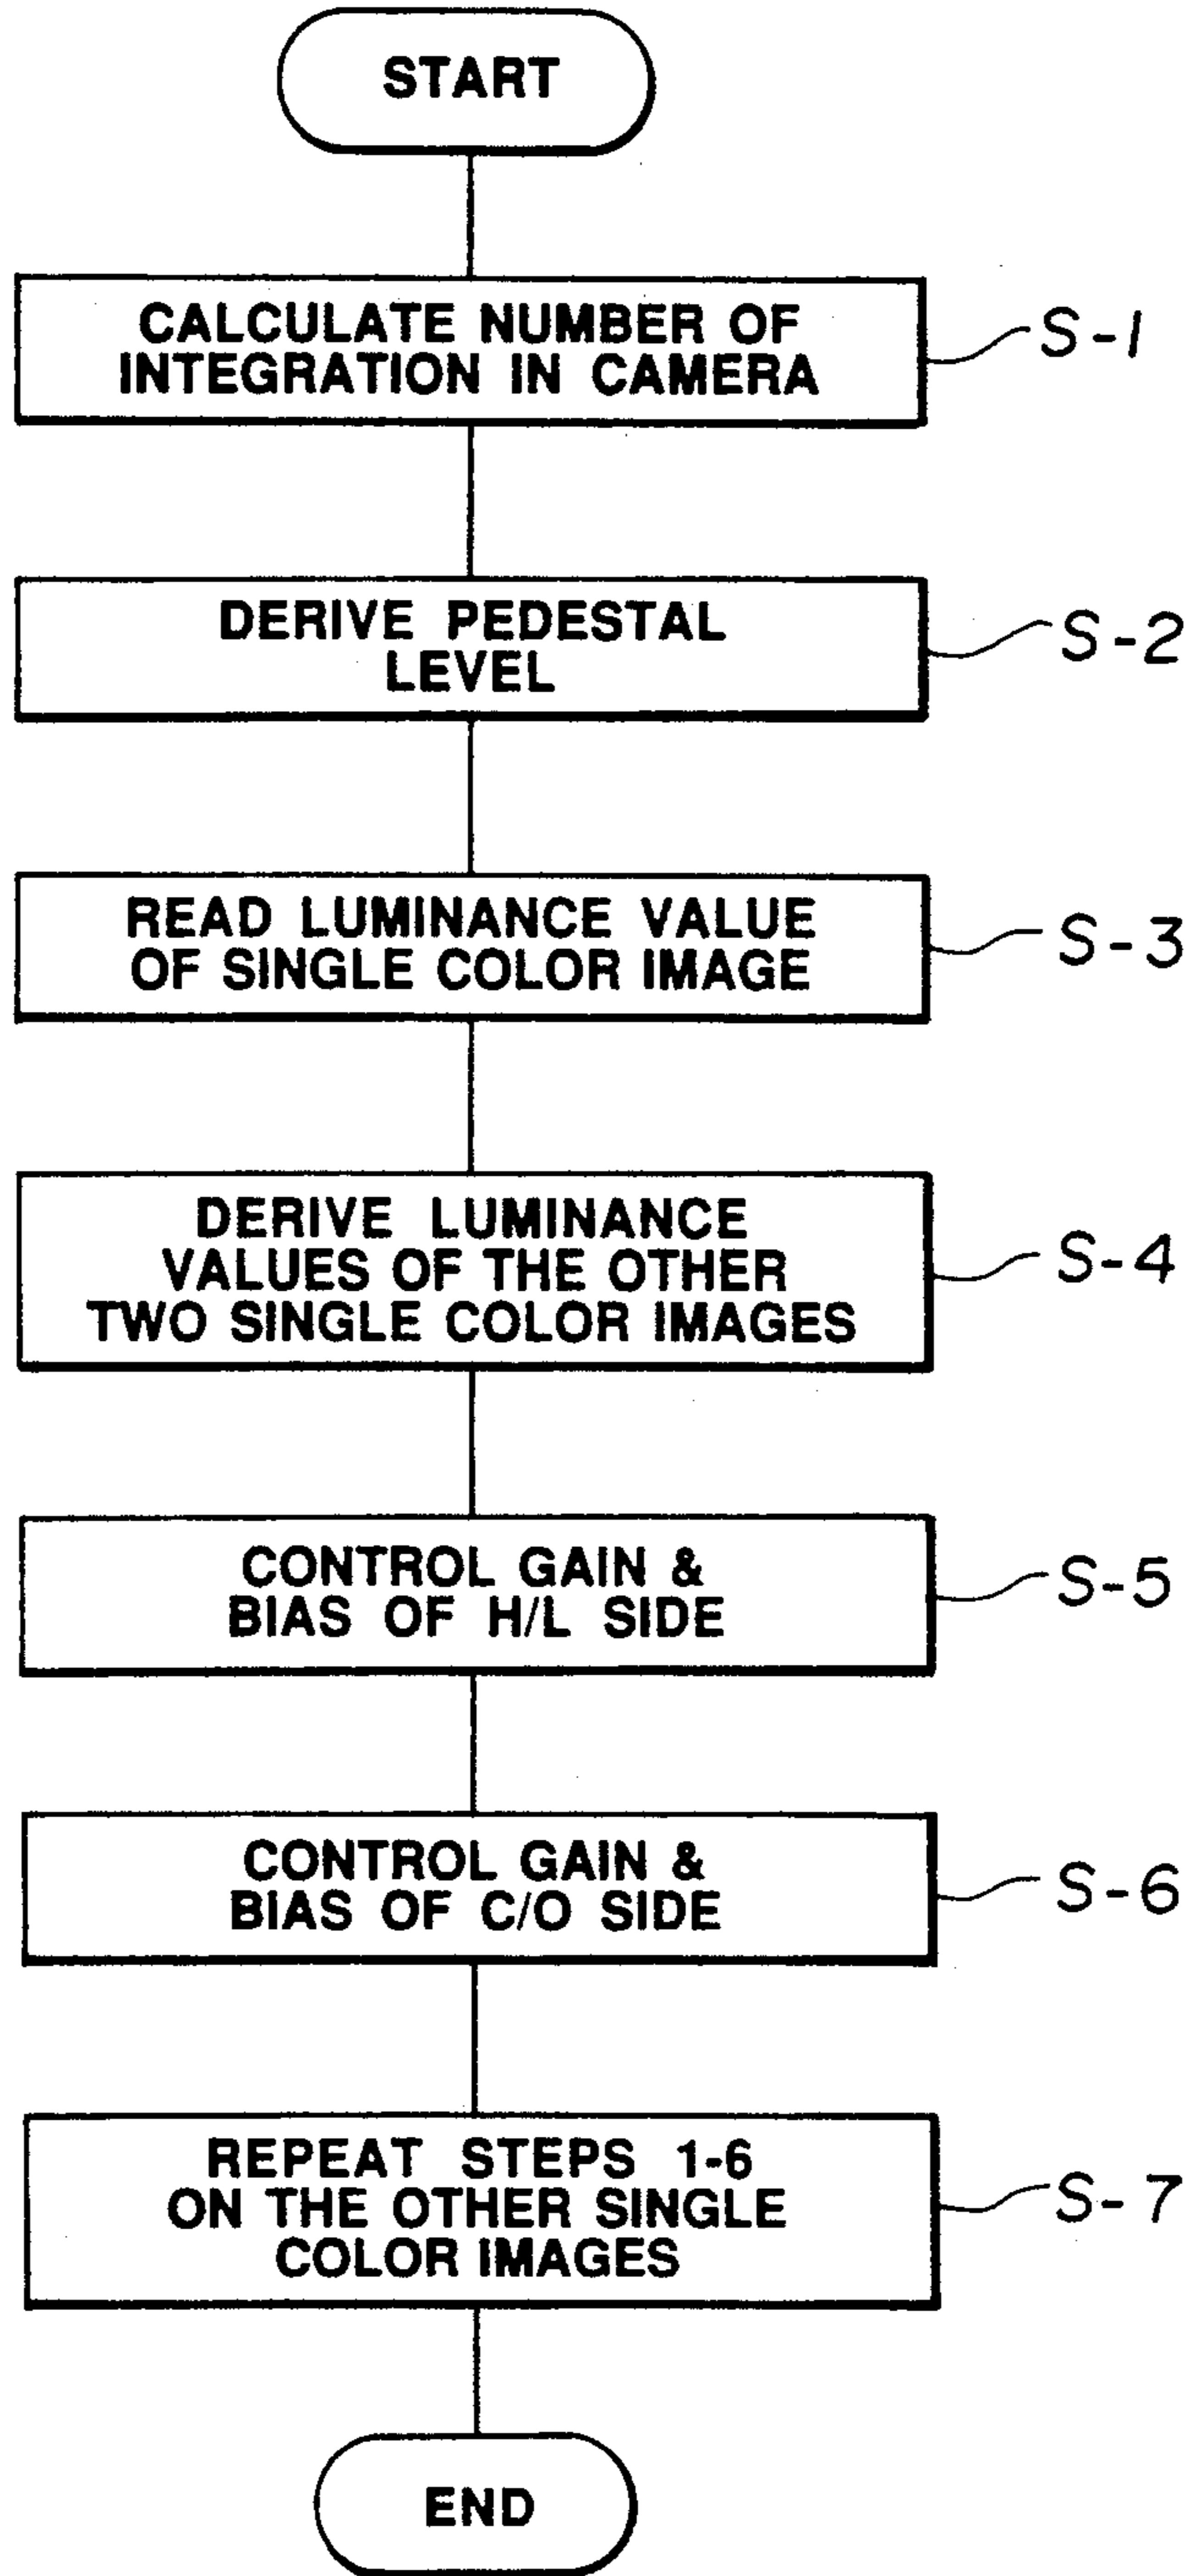 START
CALCULATE NUMBER OF
INTEGRATION IN CAMERA
S-1
DERIVE PEDESTAL
LEVEL
S-2
READ LUMINANCE VALUE
OF SINGLE COLOR IMAGE
S-3
DERIVE LUMINANCE
VALUES OF THE OTHER
TWO SINGLE COLOR IMAGES
S-4
CONTROL GAIN &
BIAS OF H/L SIDE
S-5
CONTROL GAIN &
BIAS OF C/O SIDE
S-6
REPEAT STEPS 1-6
ON THE OTHER SINGLE
COLOR IMAGES
S-7
END